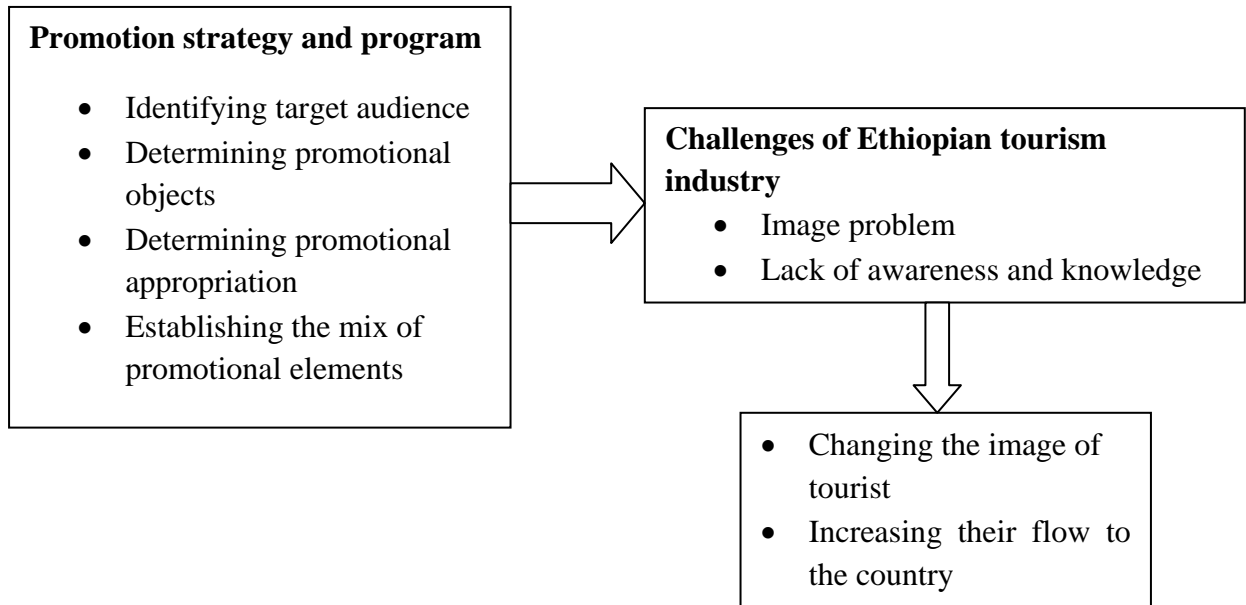 Promotion strategy and program
• Identifying target audience
• Determining promotional
objects
• Determining promotional
appropriation
• Establishing the mix of
promotional elements
Challenges of Ethiopian tourism
industry
• Image problem
• Lack of awareness and knowledge
• Changing the image of
tourist
• Increasing their flow to
the country